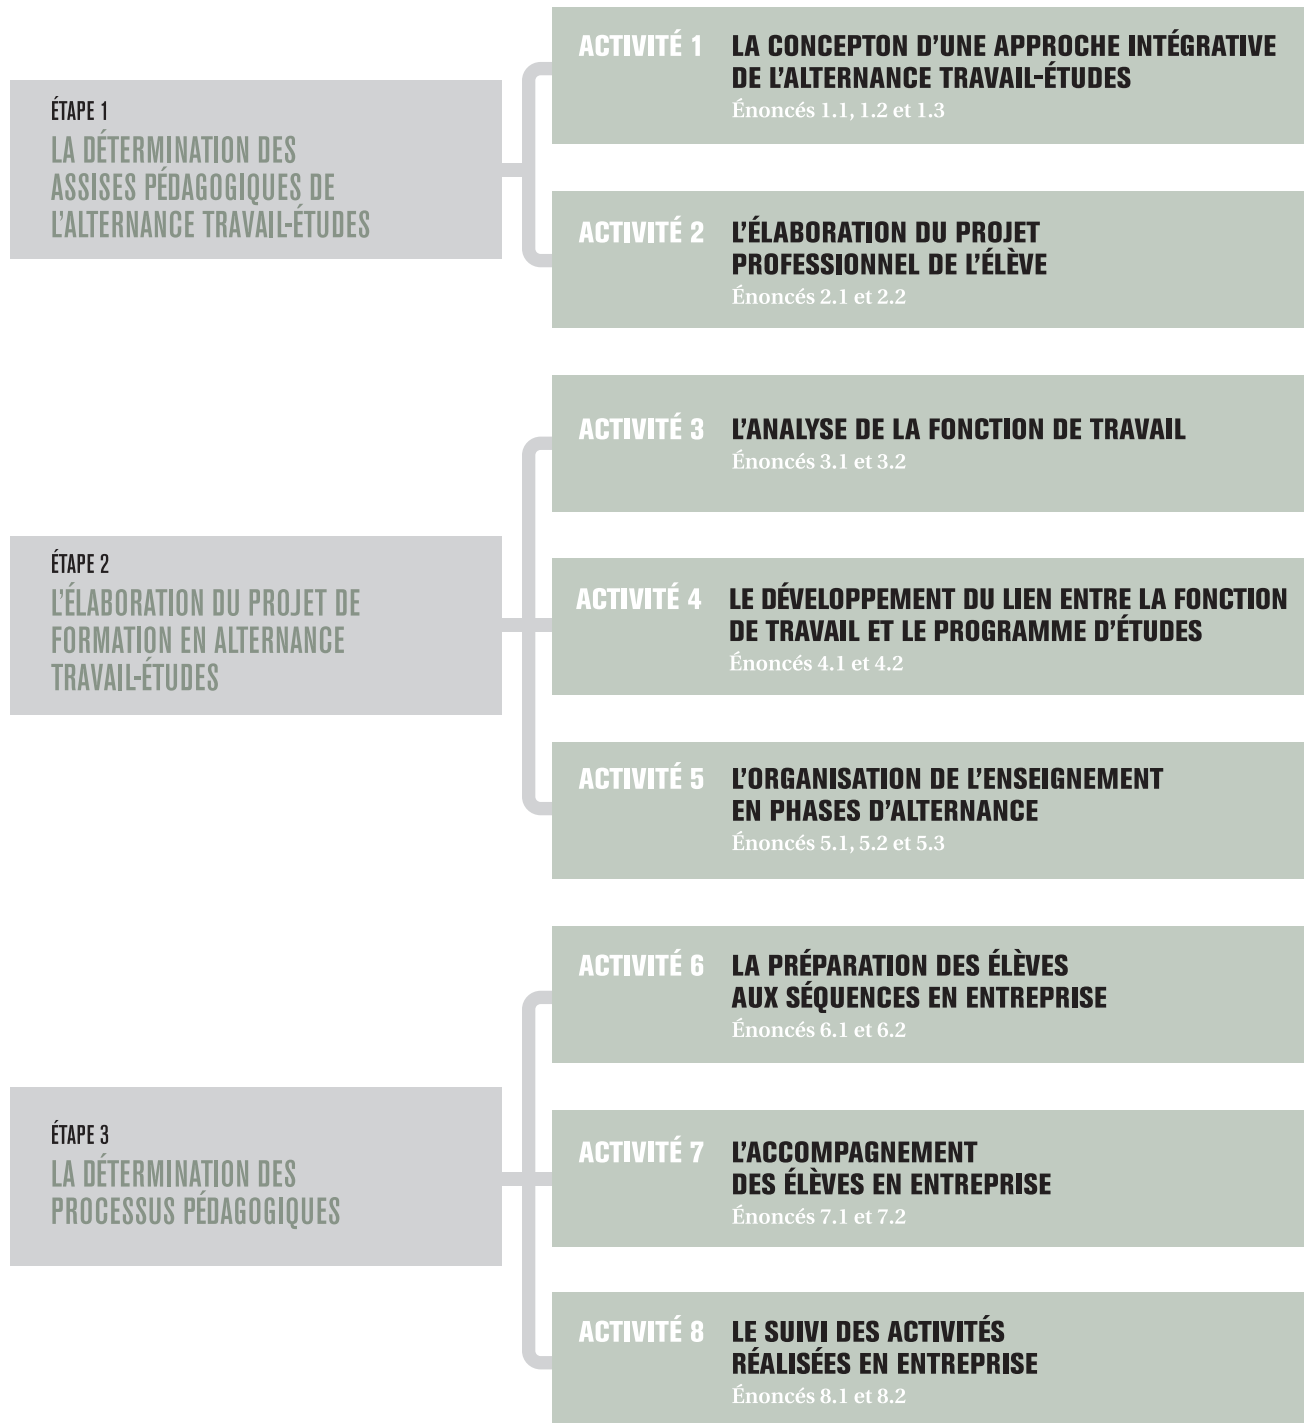 ÉTAPE 1
LA DÉTERMINATION DES
ASSISES PÉDAGOGIQUES DE
L'ALTERNANCE TRAVAIL-ÉTUDES
ACTIVITÉ 1 LA CONCEPTON D'UNE APPROCHE INTÉGRATIVE
DE L'ALTERNANCE TRAVAIL-ÉTUDES
Énoncés 1.1, 1.2 et 1.3
ACTIVITÉ 2 L'ÉLABORATION DU PROJET
PROFESSIONNEL DE L'ÉLÈVE
Énoncés 2.1 et 2.2
ÉTAPE 2
L'ÉLABORATION DU PROJET DE
FORMATION EN ALTERNANCE
TRAVAIL-ÉTUDES
ACTIVITÉ 3 L'ANALYSE DE LA FONCTION DE TRAVAIL
Énoncés 3.1 et 3.2
ACTIVITÉ 4 LE DÉVELOPPEMENT DU LIEN ENTRE LA FONCTION
DE TRAVAIL ET LE PROGRAMME D'ÉTUDES
Énoncés 4.1 et 4.2
ACTIVITÉ 5 L'ORGANISATION DE L'ENSEIGNEMENT
EN PHASES D'ALTERNANCE
Énoncés 5.1, 5.2 et 5.3
ÉTAPE 3
LA DÉTERMINATION DES
PROCESSUS PÉDAGOGIQUES
ACTIVITÉ 6 LA PRÉPARATION DES ÉLÈVES
AUX SÉQUENCES EN ENTREPRISE
Énoncés 6.1 et 6.2
ACTIVITÉ 7 L'ACCOMPAGNEMENT
DES ÉLÈVES EN ENTREPRISE
Énoncés 7.1 et 7.2
ACTIVITÉ 8 LE SUIVI DES ACTIVITÉS
RÉALISÉES EN ENTREPRISE
Énoncés 8.1 et 8.2